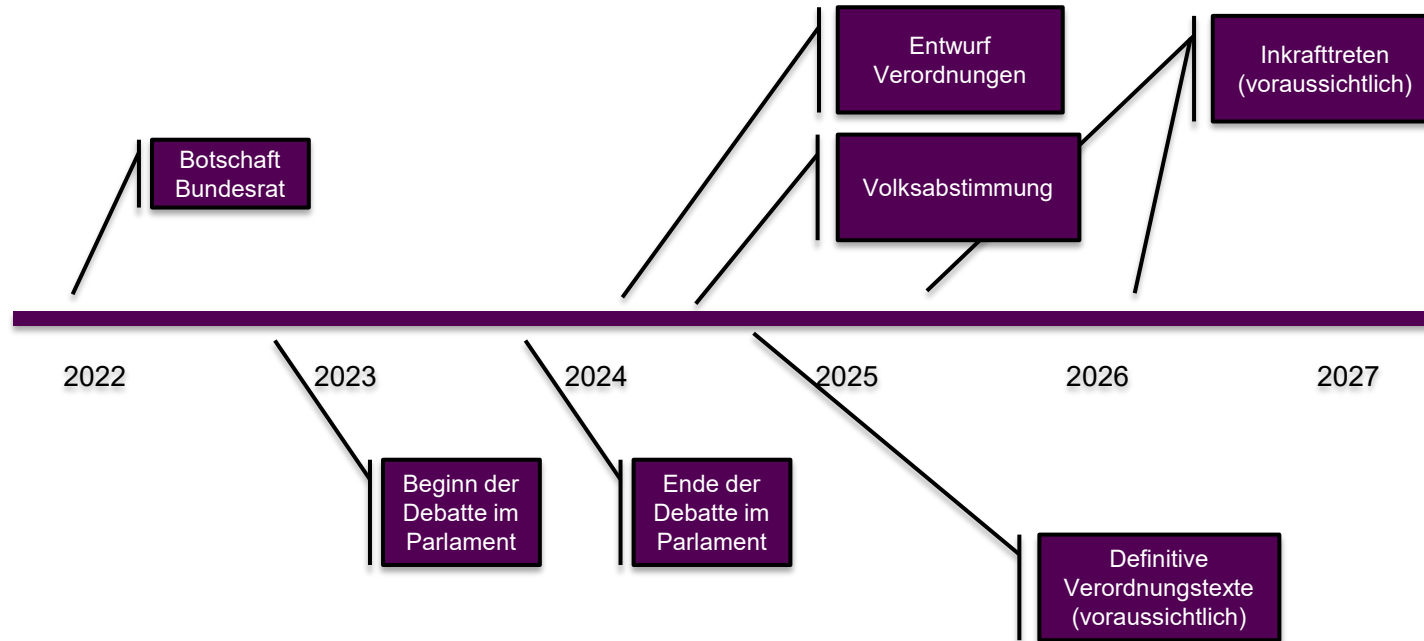 Entwurf
Verordnungen
Inkrafttreten
(voraussichtlich)
Botschaft
Bundesrat
Volksabstimmung
2022
2023
2024
2025
2026
2027
Beginn der
Debatte im
Parlament
Ende der
Debatte im
Parlament
Definitive
Verordnungstexte
(voraussichtlich)